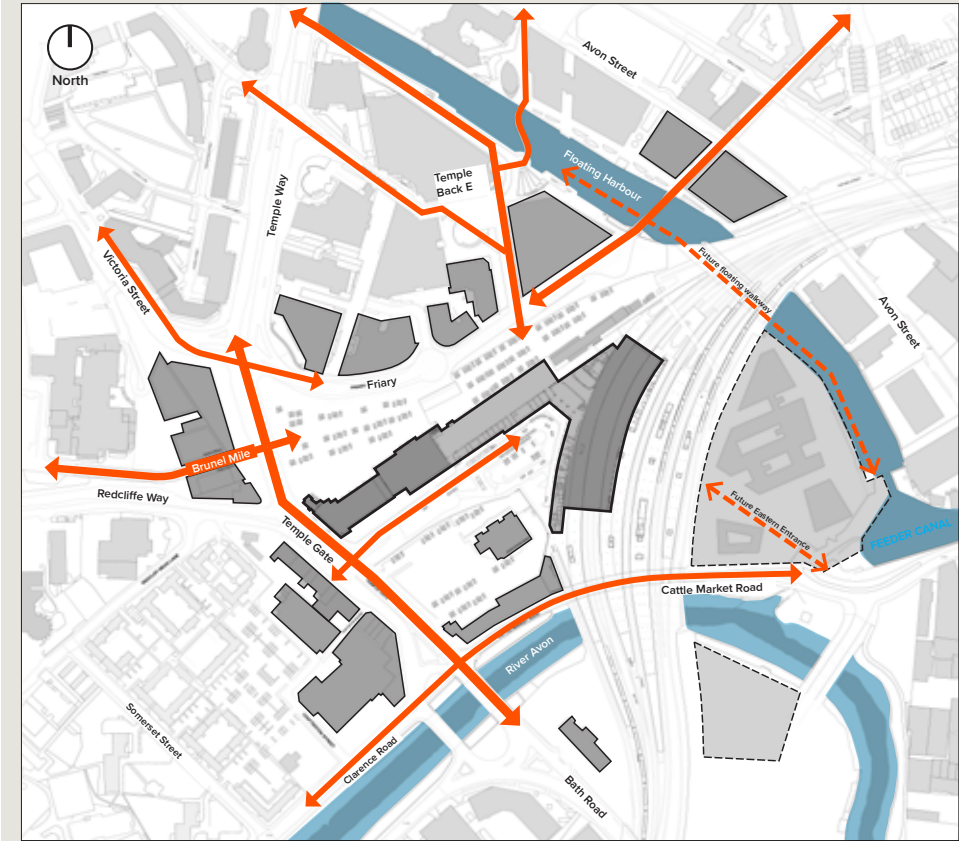 North
Avon Street
Floating Harbour
Temple
Back E
Temple Way
Victoria Street
Future floating walkway
Avon Street
Friary
Brunel Mile
Redcliffe Way
Temple Gate
Future Eastern Entrance
FEEDER CANAL
Cattle Market Road
River Avon
Somerset Street
Clarence Road
Bath Road